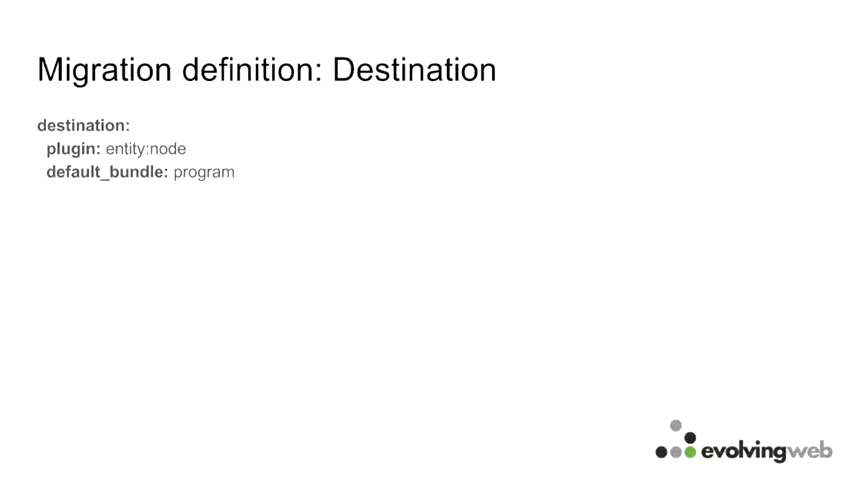 Migration definition: Destination
destination:
plugin: entity:node
default_bundle: program
evolvingweb